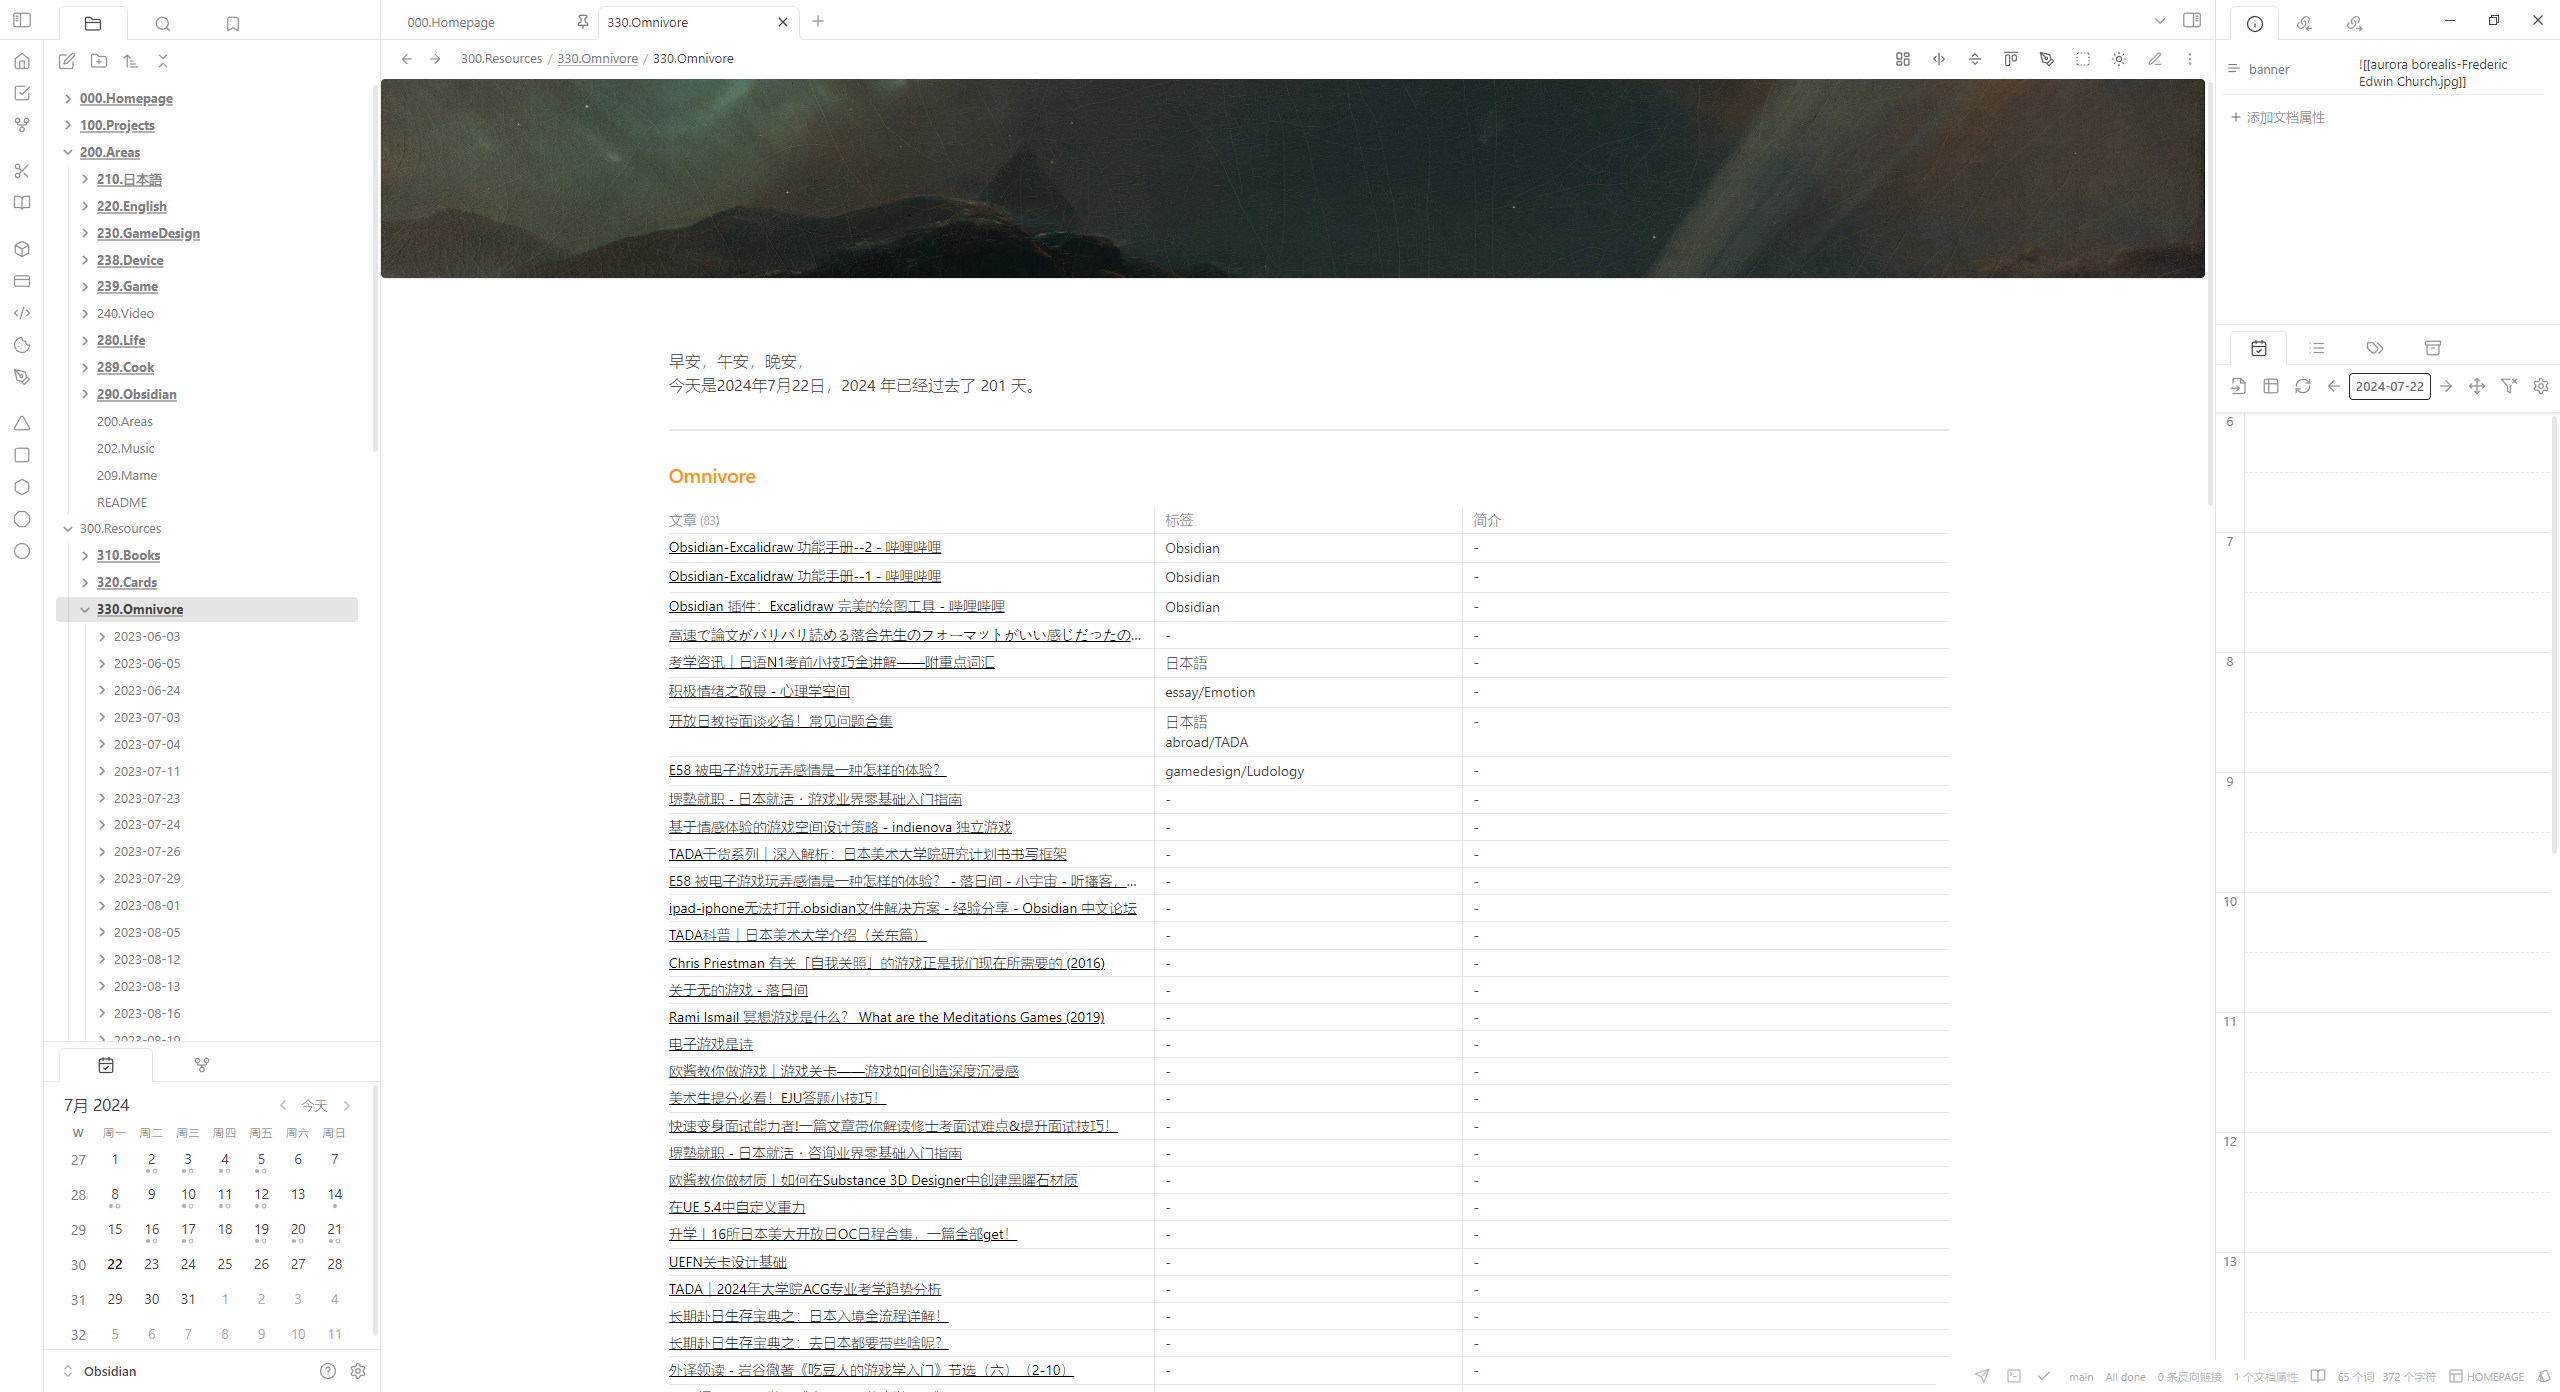 000.Homepage
330.Omnivore
300.Resources / 330.Omnivore / 330.Omnivore
000.Homepage
100.Projects
200.Areas
210.日本語
220.English
230.GameDesign
238.Device
239.Game
240.Video
280.Life
289.Cook
290.Obsidian
200.Areas
202.Music
209.Mame
README
300.Resources
310.Books
320.Cards
330.Omnivore
2023-06-03
2023-06-05
2023-06-24
2023-07-03
2023-07-04
2023-07-11
2023-07-23
2023-07-24
2023-07-26
2023-07-29
2023-08-01
2023-08-05
2023-08-12
2023-08-13
2023-08-16
2023-08-19
7月 2024 今天
W 周一 周二 周三 周四 周五 周六 周日
27 1 2 3 4 5 6 7
28 8 9 10 11 12 13 14
29 15 16 17 18 19 20 21
30 22 23 24 25 26 27 28
31 29 30 31 1 2 3 4
32 5 6 7 8 9 10 11
Obsidian
早安，午安，晚安，
今天是2024年7月22日，2024 年已经过去了 201 天。
Omnivore
文章 (83) 标签 简介
Obsidian-Excalidraw 功能手册--2 - 哔哩哔哩 Obsidian -
Obsidian-Excalidraw 功能手册--1 - 哔哩哔哩 Obsidian -
Obsidian 插件：Excalidraw 完美的绘图工具 - 哔哩哔哩 Obsidian -
高速で論文がバリバリ読める落合先生のフォーマットがいい感じだったの... - -
考学咨讯｜日语N1考前小技巧全讲解——附重点词汇 日本語 -
积极情绪之敬畏 - 心理学空间 essay/Emotion -
开放日教授面谈必备！常见问题合集 日本語 -
abroad/TADA
E58 被电子游戏玩弄感情是一种怎样的体验？ gamedesign/Ludology -
堺塾就职 - 日本就活 · 游戏业界零基础入门指南 - -
基于情感体验的游戏空间设计策略 - indienova 独立游戏 - -
TADA干货系列｜深入解析：日本美术大学院研究计划书书写框架 - -
E58 被电子游戏玩弄感情是一种怎样的体验？ - 落日间 - 小宇宙 - 听播客，... - -
ipad-iphone无法打开.obsidian文件解决方案 - 经验分享 - Obsidian 中文论坛 - -
TADA科普｜日本美术大学介绍（关东篇） - -
Chris Priestman 有关「自我关照」的游戏正是我们现在所需要的 (2016) - -
关于无的游戏 - 落日间 - -
Rami Ismail 冥想游戏是什么？ What are the Meditations Games (2019) - -
电子游戏是诗 - -
欧酱教你做游戏｜游戏关卡——游戏如何创造深度沉浸感 - -
美术生提分必看！EJU答题小技巧！ - -
快速变身面试能力者!一篇文章带你解读修士考面试难点&提升面试技巧！ - -
堺塾就职 - 日本就活 · 咨询业界零基础入门指南 - -
欧酱教你做材质丨如何在Substance 3D Designer中创建黑曜石材质 - -
在UE 5.4中自定义重力 - -
升学丨16所日本美大开放日OC日程合集，一篇全部get！ - -
UEFN关卡设计基础 - -
TADA｜2024年大学院ACG专业考学趋势分析 - -
长期赴日生存宝典之：日本入境全流程详解！ - -
长期赴日生存宝典之：去日本都要带些啥呢？ - -
外译领读 - 岩谷徹著《吃豆人的游戏学入门》节选（六）（2-10） - -
banner ![[aurora borealis-Frederic
Edwin Church.jpg]]
添加文档属性
2024-07-22
6
7
8
9
10
11
12
13
main All done 0 条反向链接 1 个文档属性 65 个词 372 个字符 HOMEPAGE